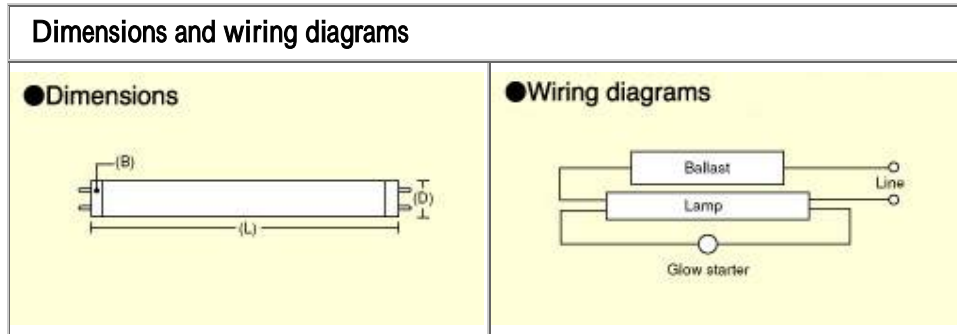 Dimensions and wiring diagrams
●Dimensions
(B)
(D)
(L)
●Wiring diagrams
Ballast
Line
Lamp
Glow starter